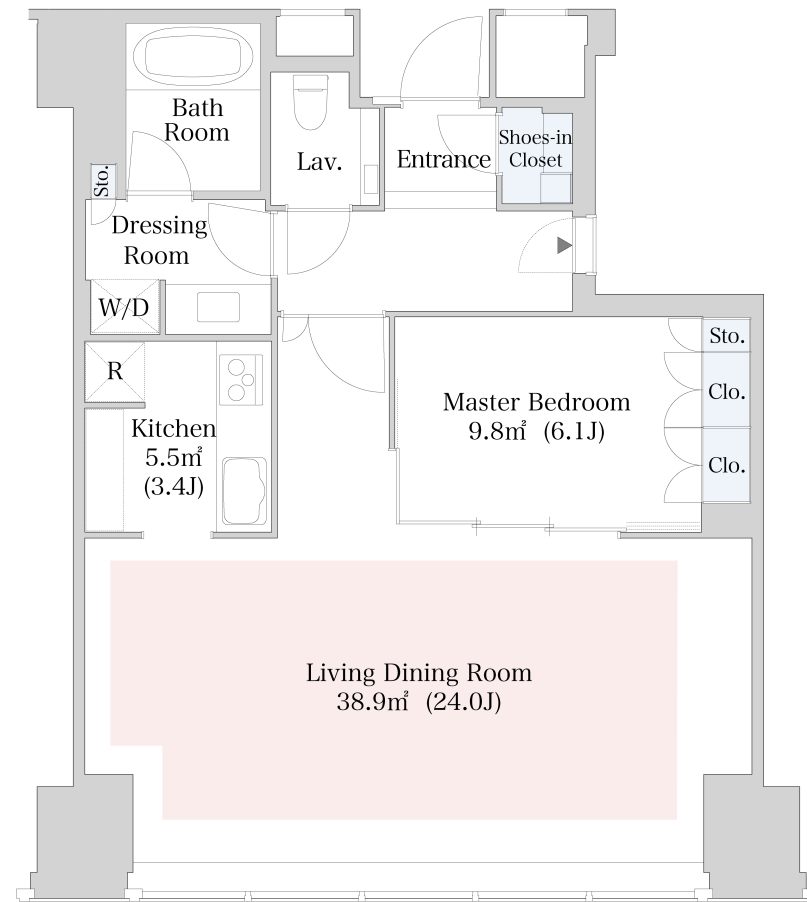 Bath
Room
Lav.
Entrance
Shoes-in
Closet
Sto.
Dressing
Room
W/D
R
Kitchen
5.5㎡
(3.4J)
Master Bedroom
9.8㎡ (6.1J)
Sto.
Clo.
Clo.
Living Dining Room
38.9㎡ (24.0J)